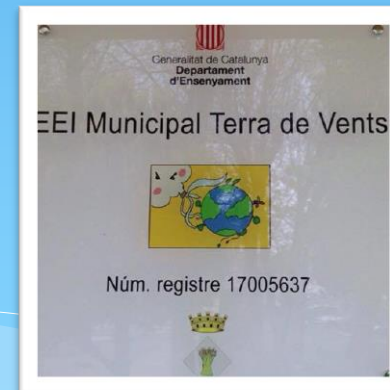 Generalitat de Catalunya
Departament
d'Ensenyament
EEI Municipal Terra de Vents
Núm. registre 17005637